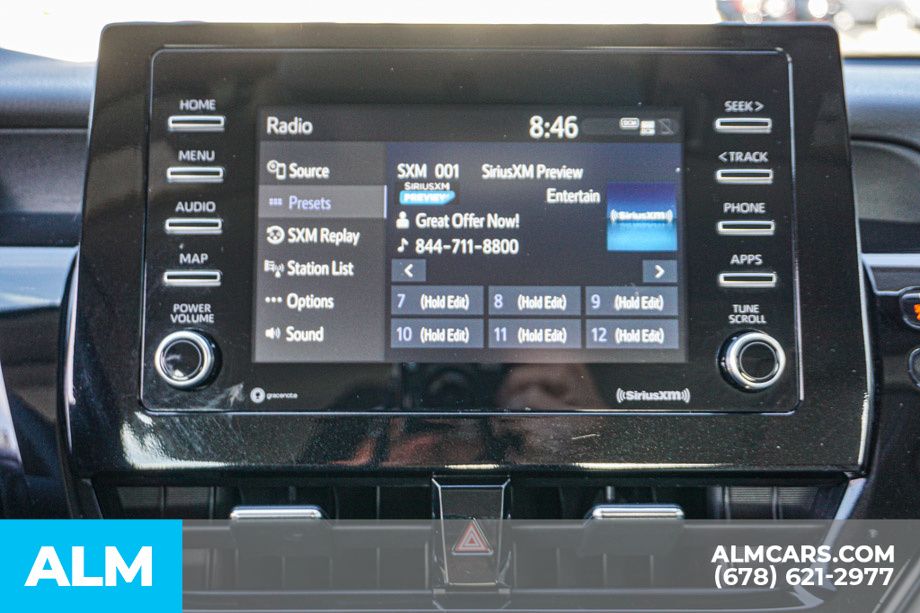 HOME
MENU
AUDIO
MAP
POWER
VOLUME
Radio
8:46
Source
Presets
SXM Replay
Station List
Options
Sound
SXM 001 SiriusXM Preview
SIRIUSXM
PREVIEW
Entertain
Great Offer Now!
844-711-8800
SiriusXM
<
>
7 (Hold Edit)
8 (Hold Edit)
9 (Hold Edit)
10 (Hold Edit)
11 (Hold Edit)
12 (Hold Edit)
SEEK >
< TRACK
PHONE
APPS
TUNE
SCROLL
gracenote
SiriusXM
ALM
ALMCARS.COM
(678) 621-2977